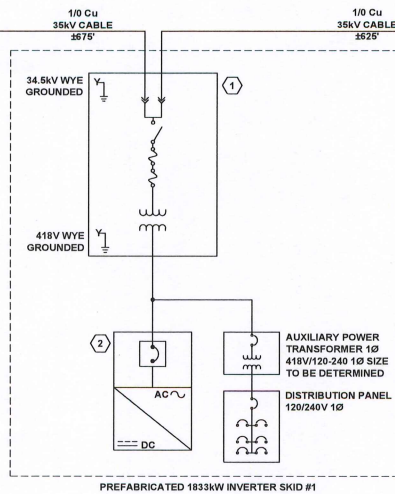 1/0 Cu
35kV CABLE
±675'
1/0 Cu
35kV CABLE
±625'
34.5kV WYE
GROUNDED
1
418V WYE
GROUNDED
2
AC
DC
AUXILIARY POWER
TRANSFORMER 1Ø
418V/120-240 1Ø SIZE
TO BE DETERMINED
DISTRIBUTION PANEL
120/240V 1Ø
PREFABRICATED 1833kW INVERTER SKID #1